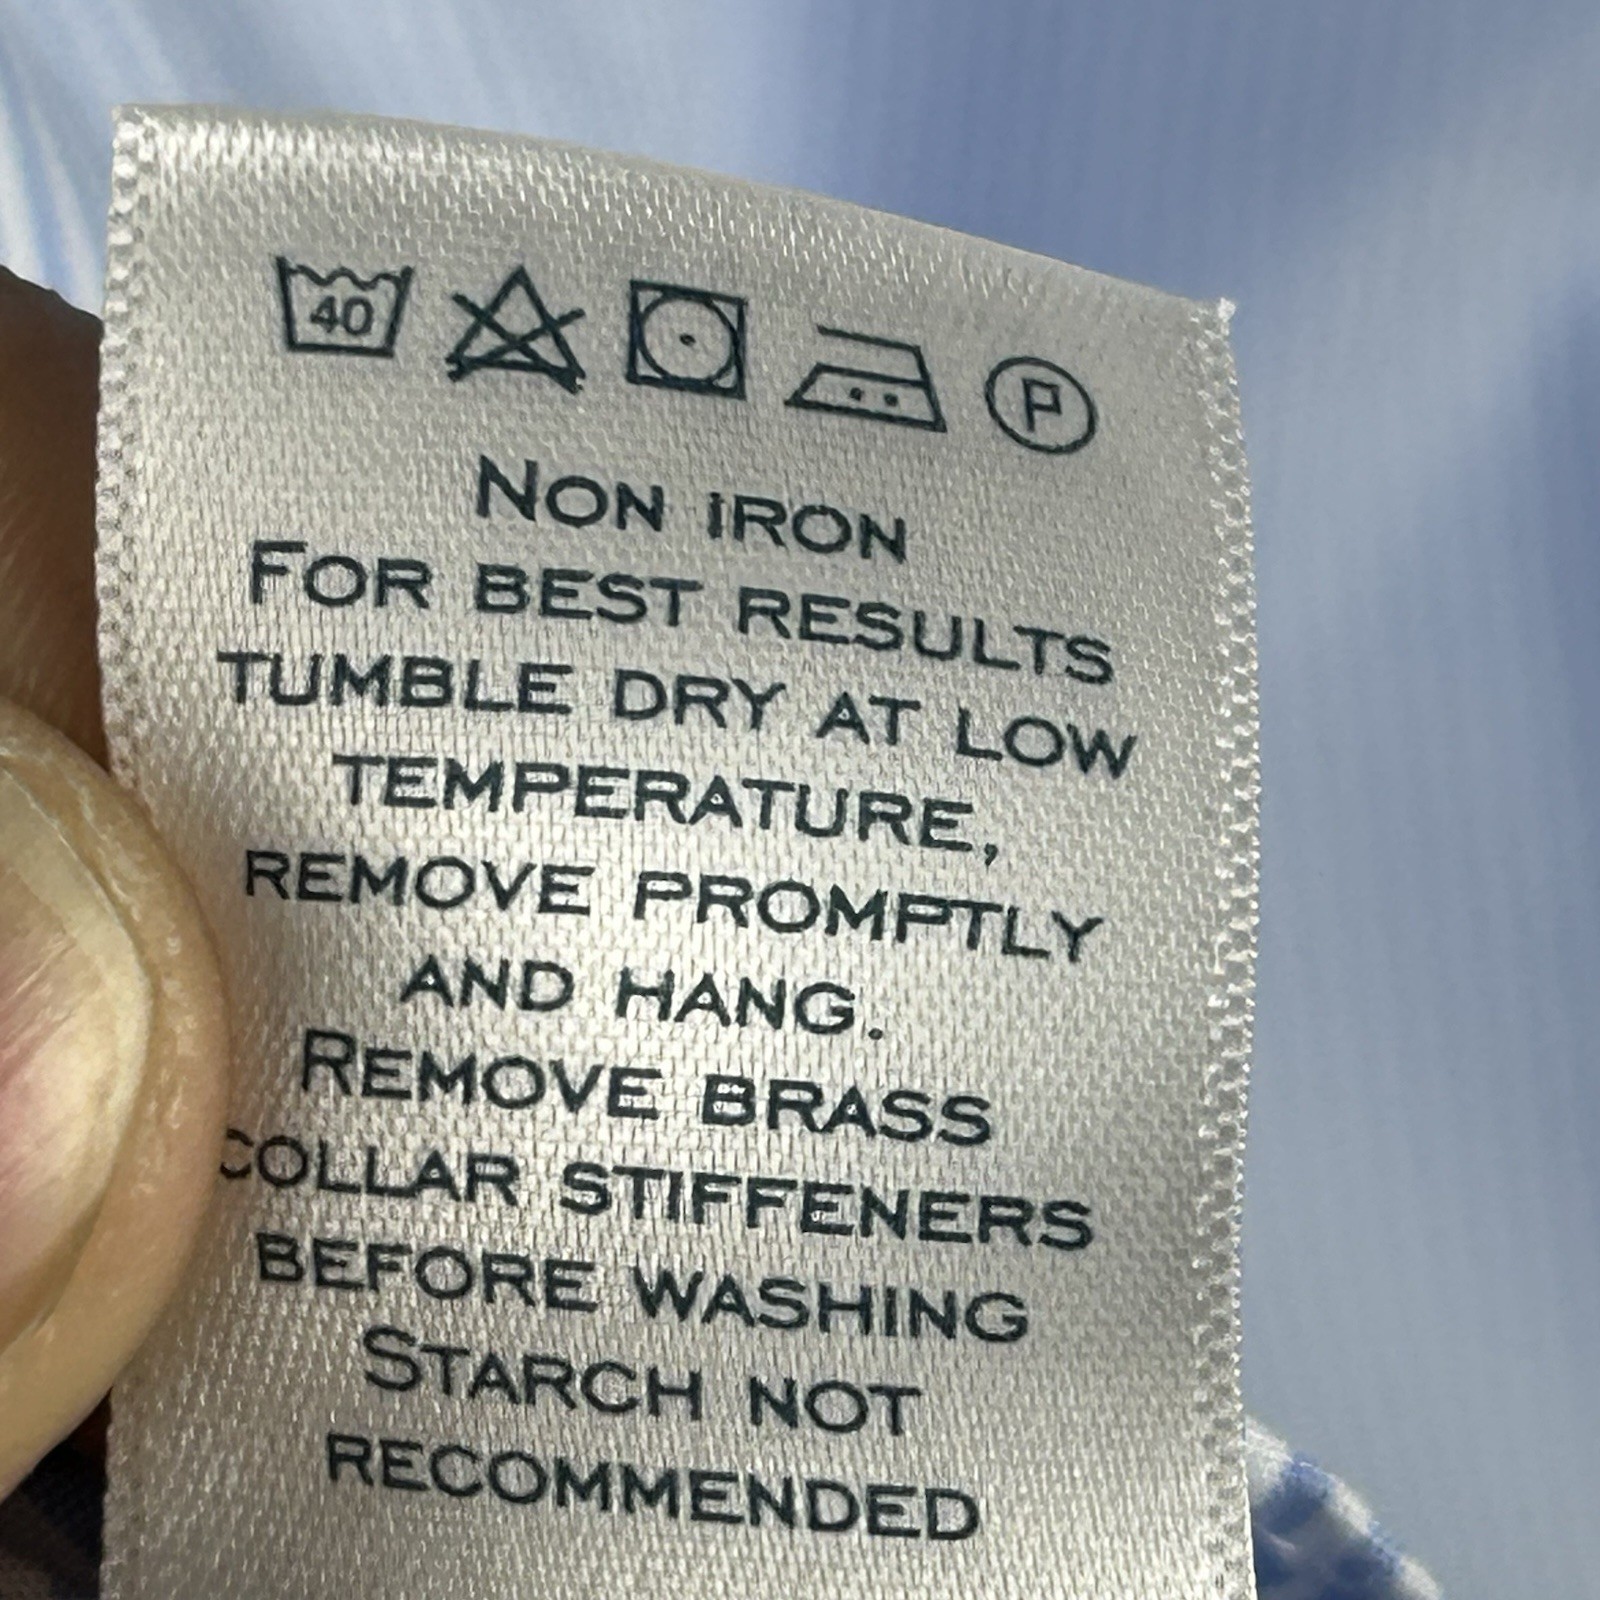 40 P
NON IRON
FOR BEST RESULTS
TUMBLE DRY AT LOW
TEMPERATURE,
REMOVE PROMPTLY
AND HANG.
REMOVE BRASS
COLLAR STIFFENERS
BEFORE WASHING
STARCH NOT
RECOMMENDED